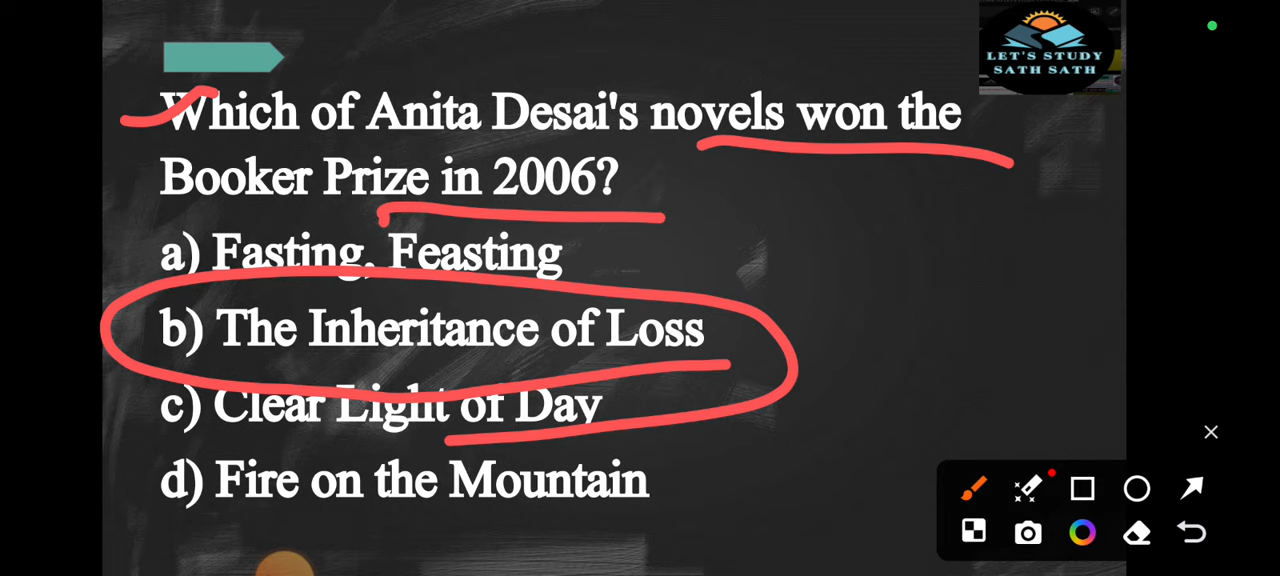 LET'S STUDY
SATH SATH
Which of Anita Desai's novels won the
Booker Prize in 2006?
a) Fasting, Feasting
b) The Inheritance of Loss
c) Clear Light of Day
d) Fire on the Mountain